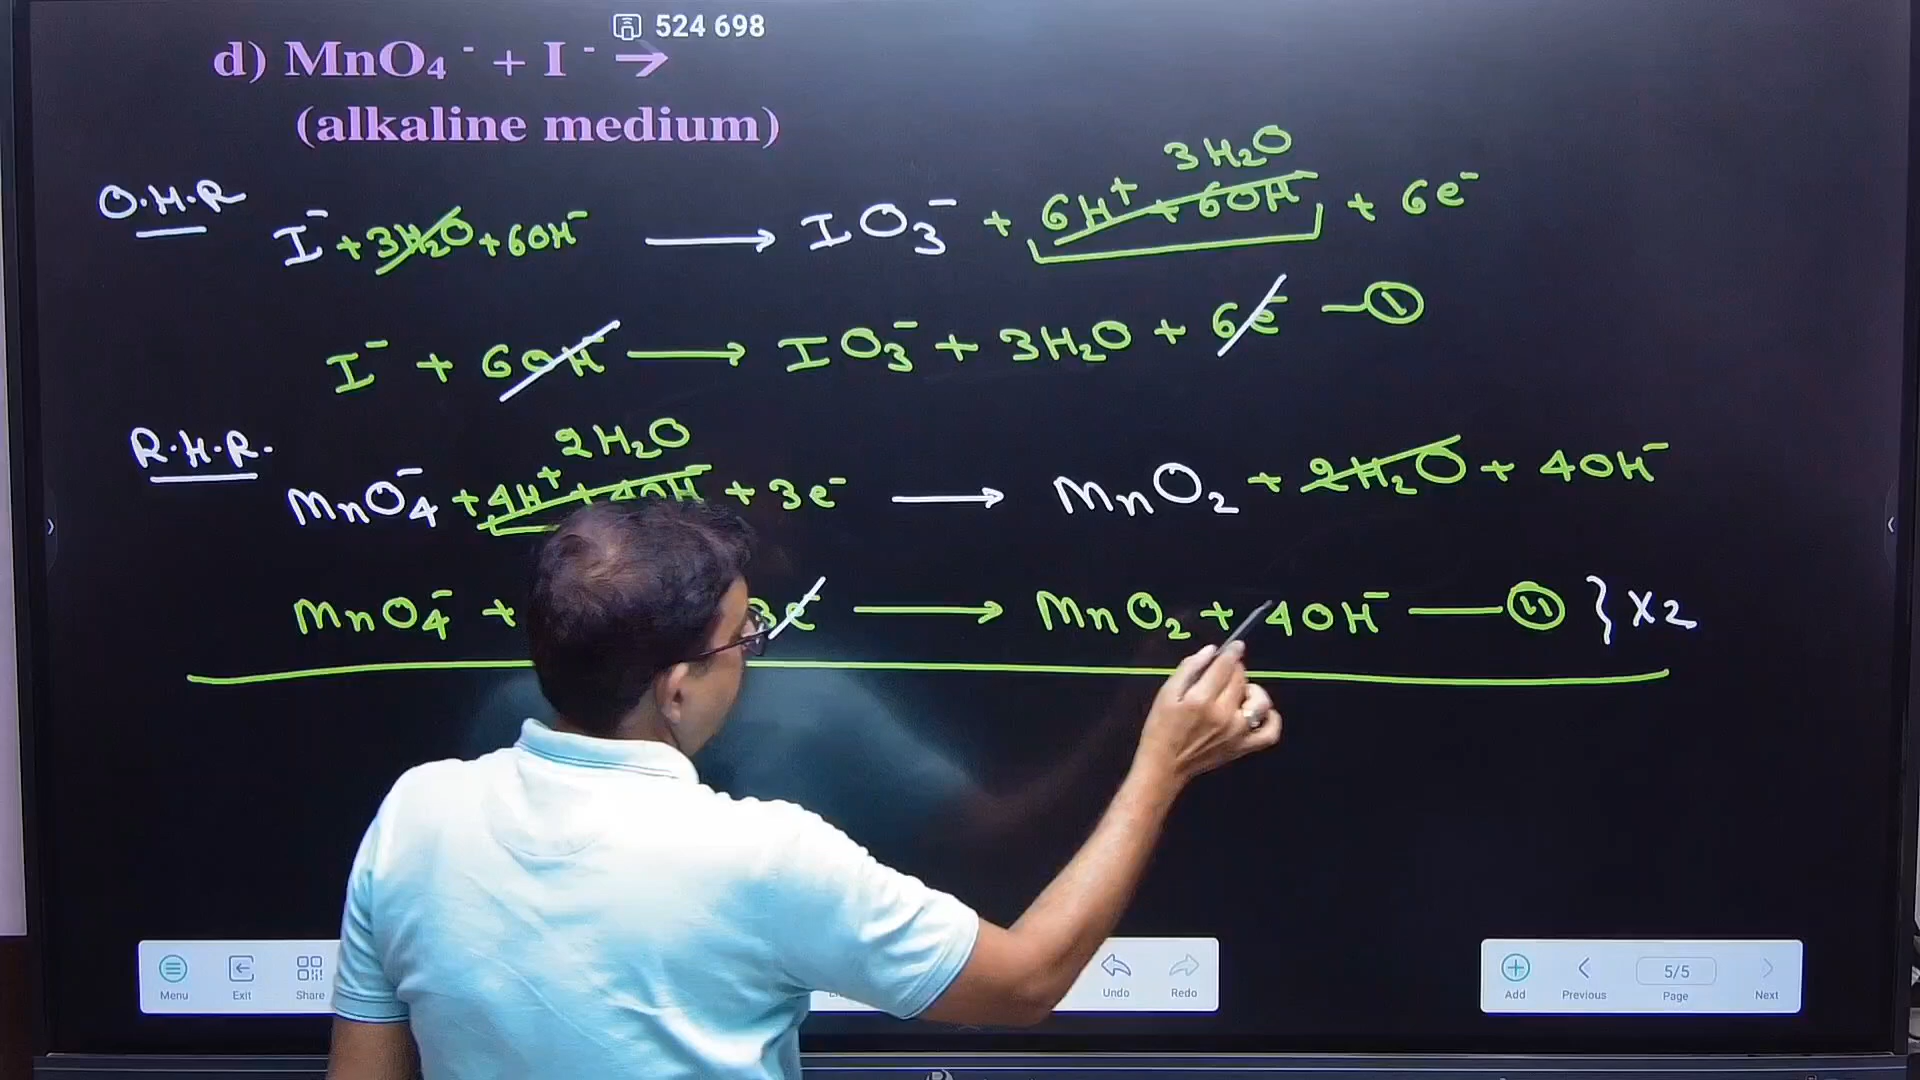 524 698
d) MnO₄⁻ + I⁻ →
(alkaline medium)
3H₂O
O.H.R I⁻ + 3H₂O + 6OH⁻ ⟶ IO₃⁻ + 6H⁺ + 6OH⁻ + 6e⁻
I⁻ + 6OH⁻ ⟶ IO₃⁻ + 3H₂O + 6e⁻ — ①
2H₂O
R.H.R. MnO₄⁻ + 4H⁺ + 4OH⁻ + 3e⁻ ⟶ MnO₂ + 2H₂O + 4OH⁻
MnO₄⁻ + 3e⁻ ⟶ MnO₂ + 4OH⁻ — (ii) } x2
Menu Exit Share Undo Redo Add Previous 5/5 Page Next